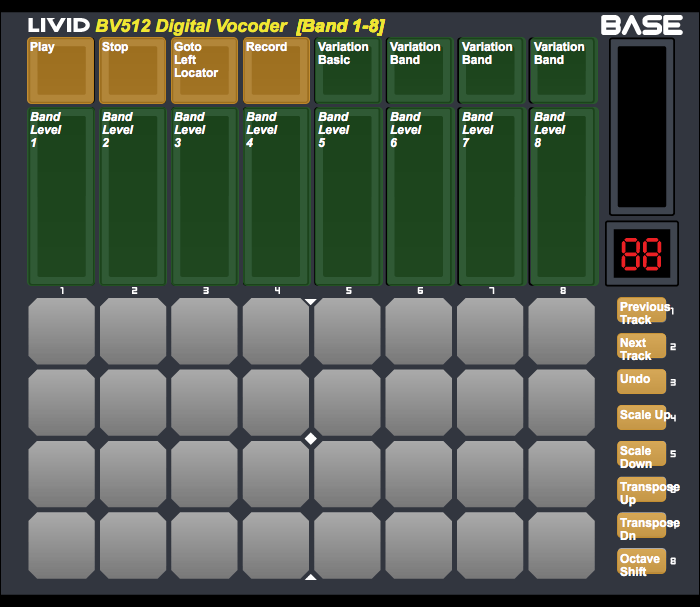 LIVID BV512 Digital Vocoder [Band 1-8] BASE
Play
Stop
Goto
Left
Locator
Record
Variation
Basic
Variation
Band
Variation
Band
Variation
Band
Band
Level
1
Band
Level
2
Band
Level
3
Band
Level
4
Band
Level
5
Band
Level
6
Band
Level
7
Band
Level
8
88
1 2 3 4 5 6 7 8
Previous 1
Track
Next
Track 2
Undo 3
Scale Up 4
Scale 5
Down
Transpose
Up
Transpose
Dn
Octave 8
Shift